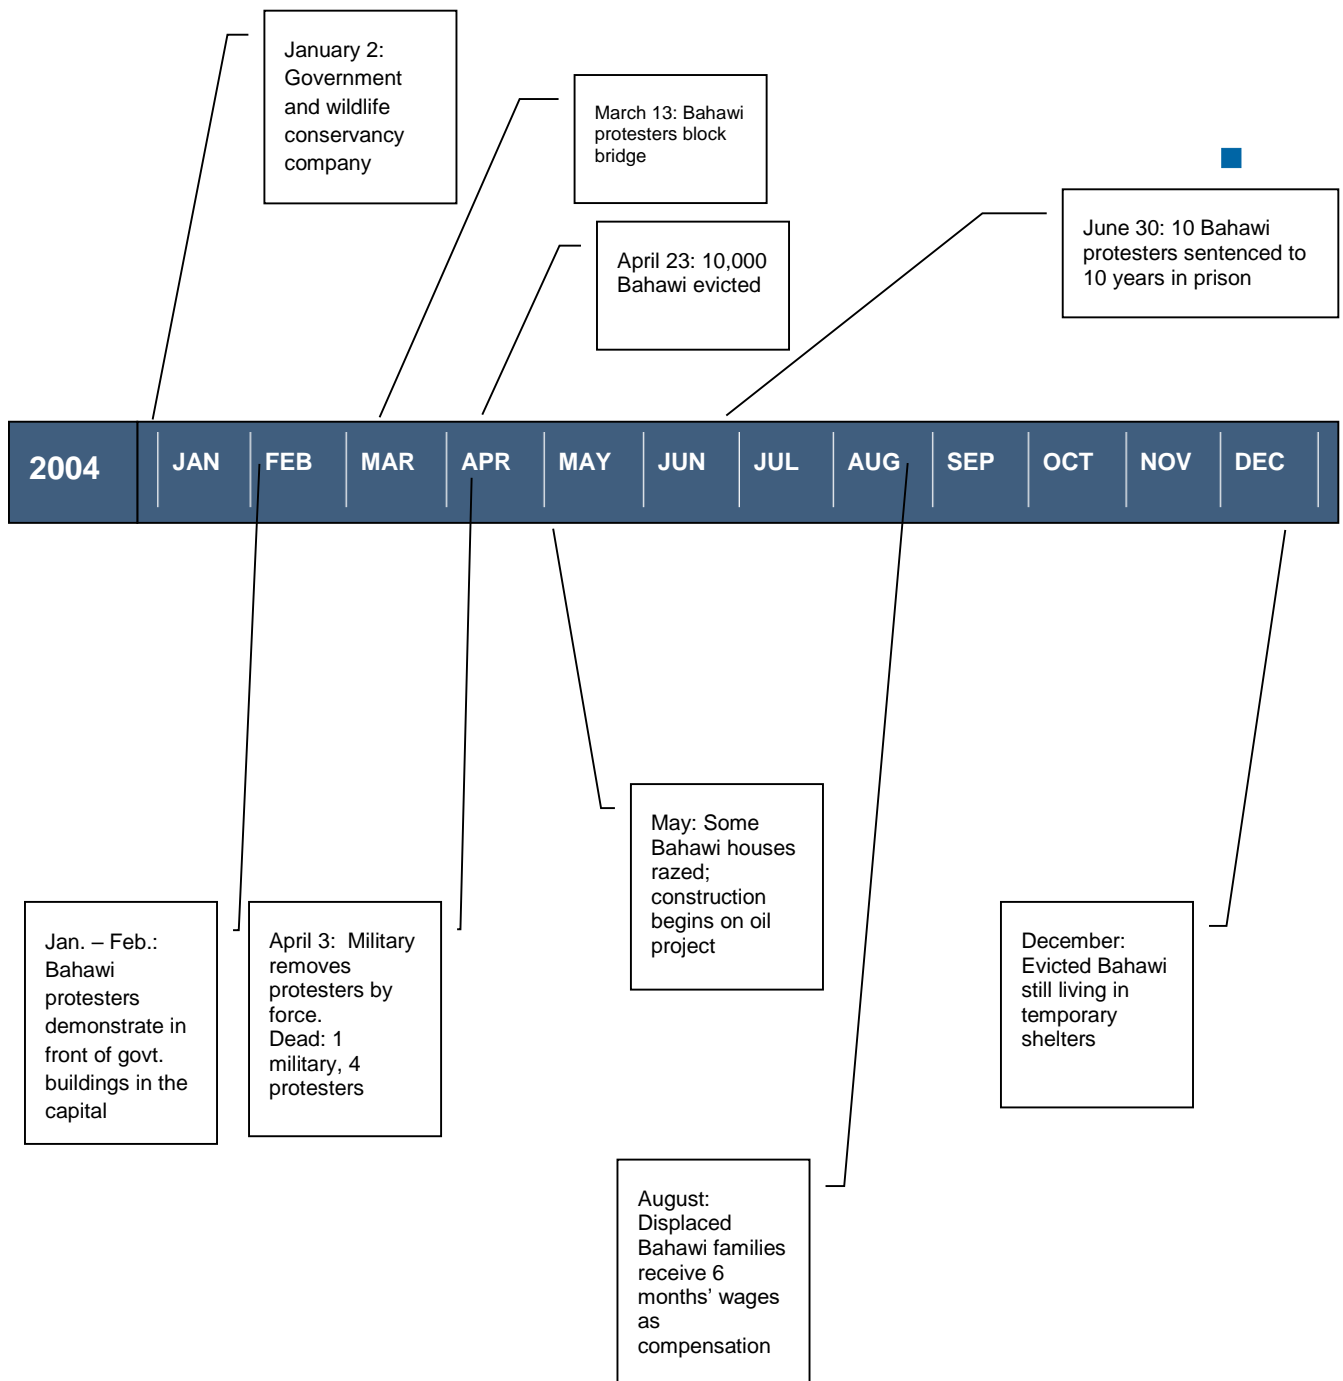 January 2:
Government
and wildlife
conservancy
company
March 13: Bahawi
protesters block
bridge
April 23: 10,000
Bahawi evicted
June 30: 10 Bahawi
protesters sentenced to
10 years in prison
2004
JAN
FEB
MAR
APR
MAY
JUN
JUL
AUG
SEP
OCT
NOV
DEC
Jan. – Feb.:
Bahawi
protesters
demonstrate in
front of govt.
buildings in the
capital
April 3:  Military
removes
protesters by
force.
Dead: 1
military, 4
protesters
May: Some
Bahawi houses
razed;
construction
begins on oil
project
August:
Displaced
Bahawi families
receive 6
months’ wages
as
compensation
December:
Evicted Bahawi
still living in
temporary
shelters